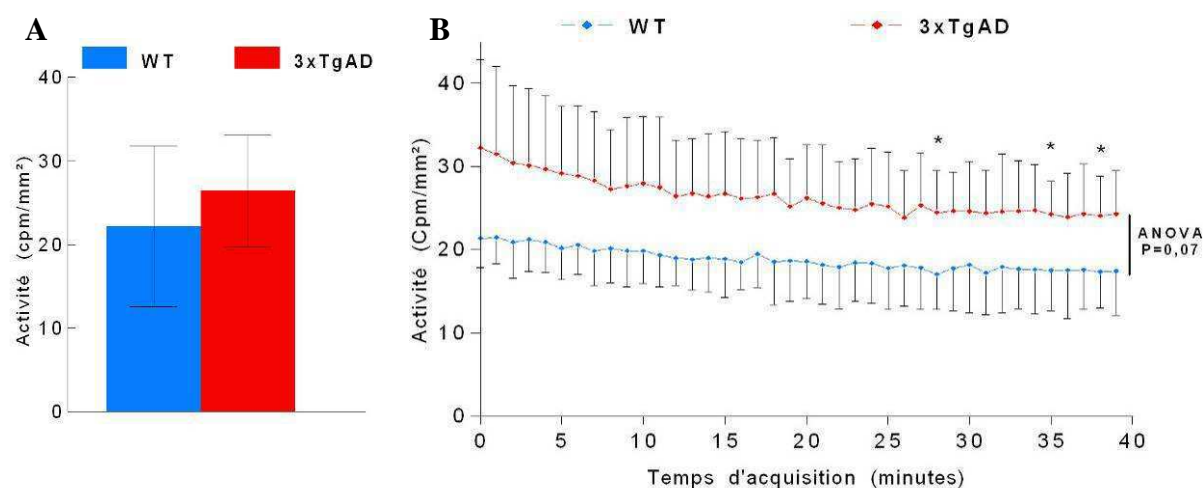 A
WT
3xTgAD
40
30
20
10
0
Activité (cpm/mm²)
B
WT
3xTgAD
40
30
20
10
0
Activité (Cpm/mm²)
* * *
ANOVA
P=0,07
0 5 10 15 20 25 30 35 40
Temps d'acquisition (minutes)